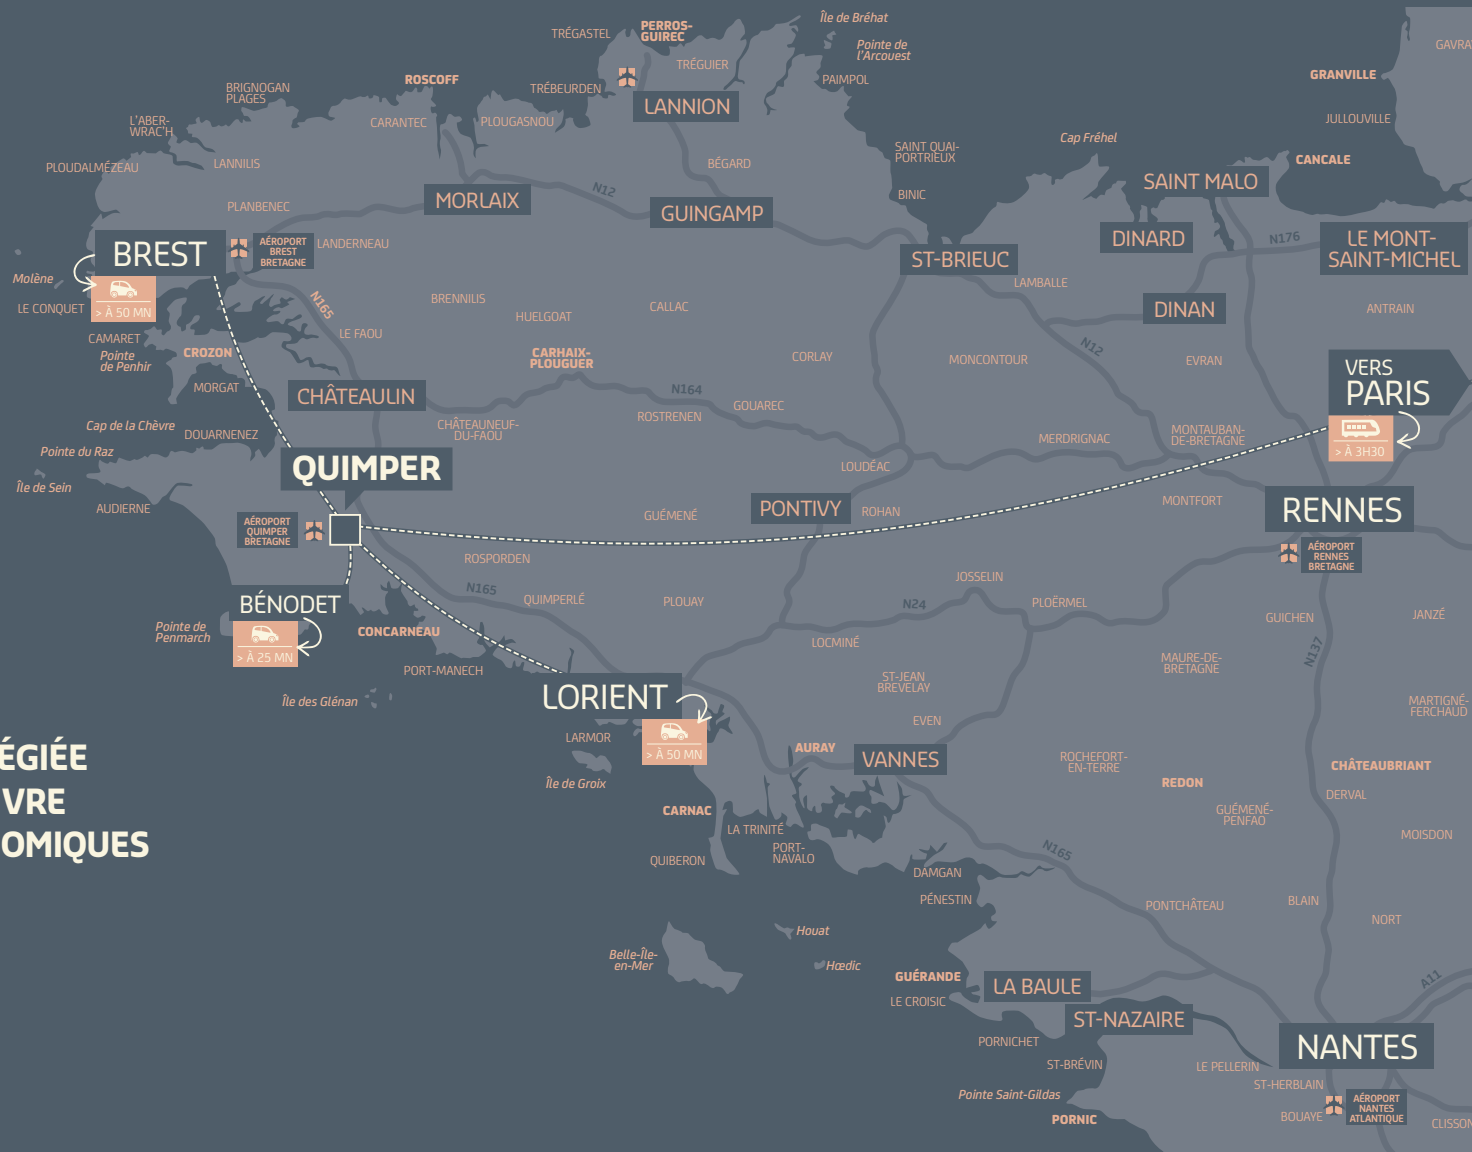 Île de Bréhat
PERROS-
GUIREC
TRÉGASTEL
Pointe de
l'Arcouest
TRÉGUIER
ROSCOFF
GRANVILLE
PAIMPOL
BRIGNOGAN
PLAGES
TRÉBEURDEN
LANNION
L'ABER-
WRAC'H
CARANTEC
PLOUGASNOU
JULLOUVILLE
Cap Fréhel
SAINT QUAI-
PORTRIEUX
CANCALE
PLOUDALMÉZEAU
LANNILIS
BÉGARD
SAINT MALO
N12
BINIC
MORLAIX
PLANBENEC
GUINGAMP
DINARD
N176
LE MONT-
SAINT-MICHEL
BREST
AÉROPORT
BREST
BRETAGNE
LANDERNEAU
ST-BRIEUC
Molène
> À 50 MN
LAMBALLE
LE CONQUET
N165
BRENNILIS
HUELGOAT
CALLAC
DINAN
ANTRAIN
CAMARET
LE FAOU
Pointe
de Penhir
CROZON
CARHAIX-
PLOUGUER
CORLAY
MONCONTOUR
N12
EVRAN
VERS
PARIS
> À 3H30
MORGAT
CHÂTEAULIN
N164
GOUAREC
ROSTRENEN
Cap de la Chèvre
DOUARNENEZ
CHÂTEAUNEUF-
DU-FAOU
MERDRIGNAC
MONTAUBAN-
DE-BRETAGNE
Pointe du Raz
QUIMPER
LOUDÉAC
Île de Sein
AUDIERNE
GUÉMENÉ
PONTIVY
ROHAN
MONTFORT
RENNES
AÉROPORT
QUIMPER
BRETAGNE
AÉROPORT
RENNES
BRETAGNE
ROSPORDEN
JOSSELIN
N165
QUIMPERLÉ
PLOUAY
N24
PLOËRMEL
BÉNODET
> À 25 MN
GUICHEN
JANZÉ
Pointe de
Penmarch
CONCARNEAU
LOCMINÉ
N137
MAURE-DE-
BRETAGNE
PORT-MANECH
ST-JEAN
BREVELAY
Île des Glénan
LORIENT
> À 50 MN
MARTIGNÉ-
FERCHAUD
EVEN
LARMOR
AURAY
VANNES
ROCHEFORT-
EN-TERRE
CHÂTEAUBRIANT
ÉGIÉE
VRE
OMIQUES
Île de Groix
REDON
DERVAL
CARNAC
GUÉMENÉ-
PENFAO
LA TRINITÉ
MOISDON
QUIBERON
PORT-
NAVALO
N165
DAMGAN
PÉNESTIN
PONTCHÂTEAU
BLAIN
NORT
Houat
Belle-Île-
en-Mer
Hœdic
GUÉRANDE
LA BAULE
A11
LE CROISIC
ST-NAZAIRE
PORNICHET
NANTES
ST-BRÉVIN
LE PELLERIN
ST-HERBLAIN
Pointe Saint-Gildas
PORNIC
BOUAYE
AÉROPORT
NANTES
ATLANTIQUE